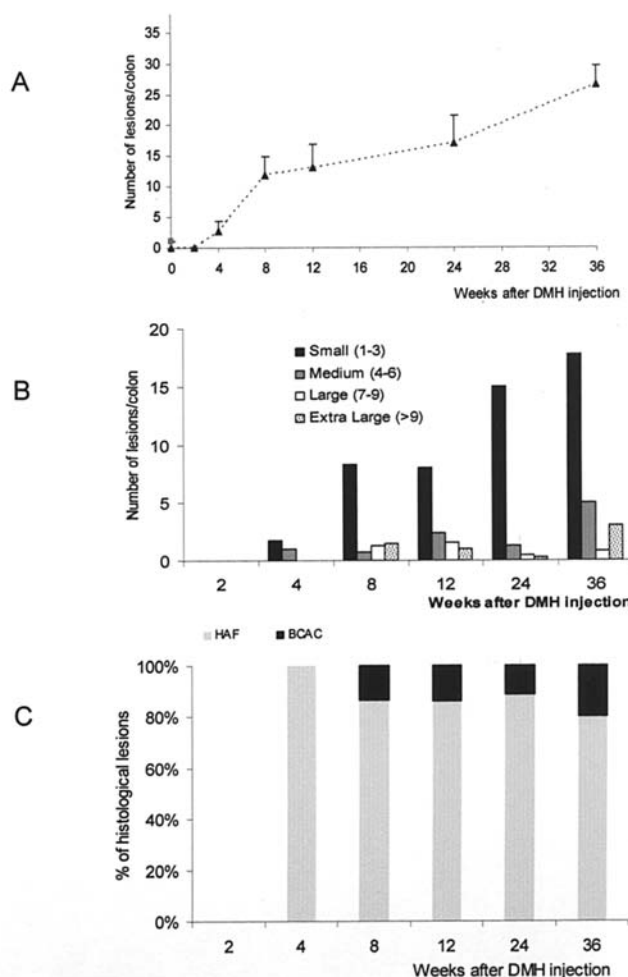 A
Number of lesions/colon
35
30
25
20
15
10
5
0
0 4 8 12 16 20 24 28 32 36
Weeks after DMH injection
B
Number of lesions/colon
20
15
10
5
0
Small (1-3)
Medium (4-6)
Large (7-9)
Extra Large (>9)
2 4 8 12 24 36
Weeks after DMH injection
C
HAF BCAC
% of histological lesions
100%
80%
60%
40%
20%
0%
2 4 8 12 24 36
Weeks after DMH injection